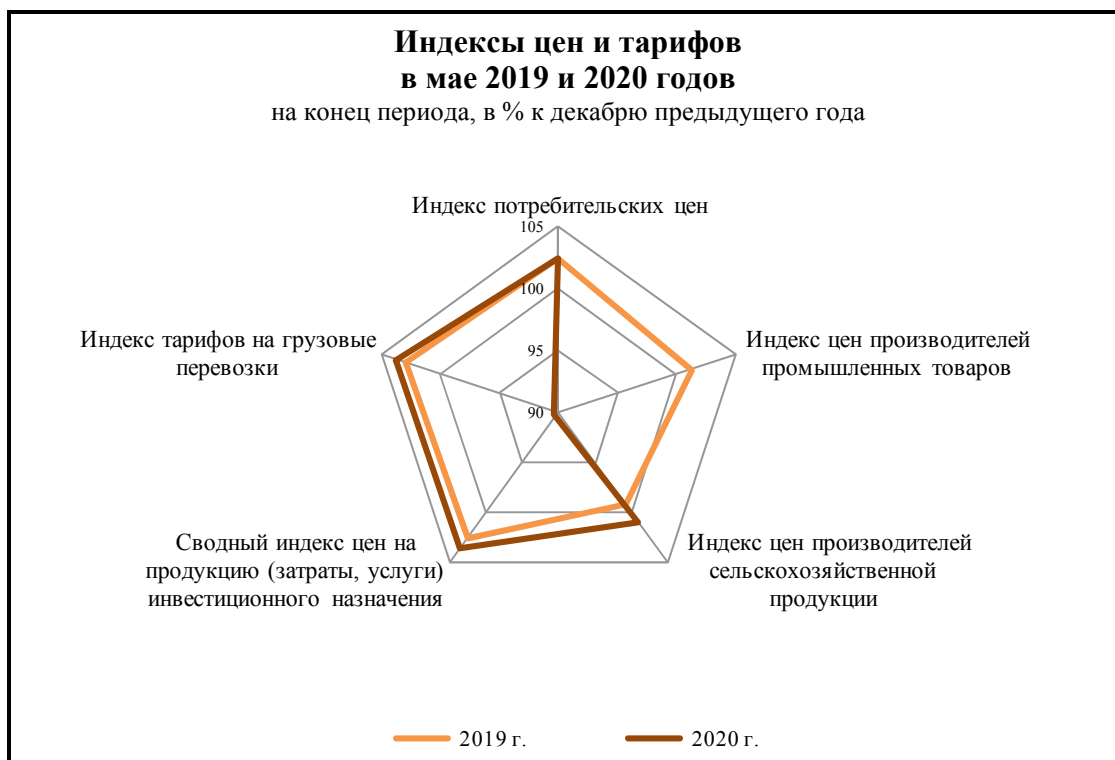 Индексы цен и тарифов
в мае 2019 и 2020 годов
на конец периода, в % к декабрю предыдущего года
Индекс потребительских цен
105
100
95
90
Индекс тарифов на грузовые
перевозки
Индекс цен производителей
промышленных товаров
Сводный индекс цен на
продукцию (затраты, услуги)
инвестиционного назначения
Индекс цен производителей
сельскохозяйственной
продукции
2019 г.
2020 г.